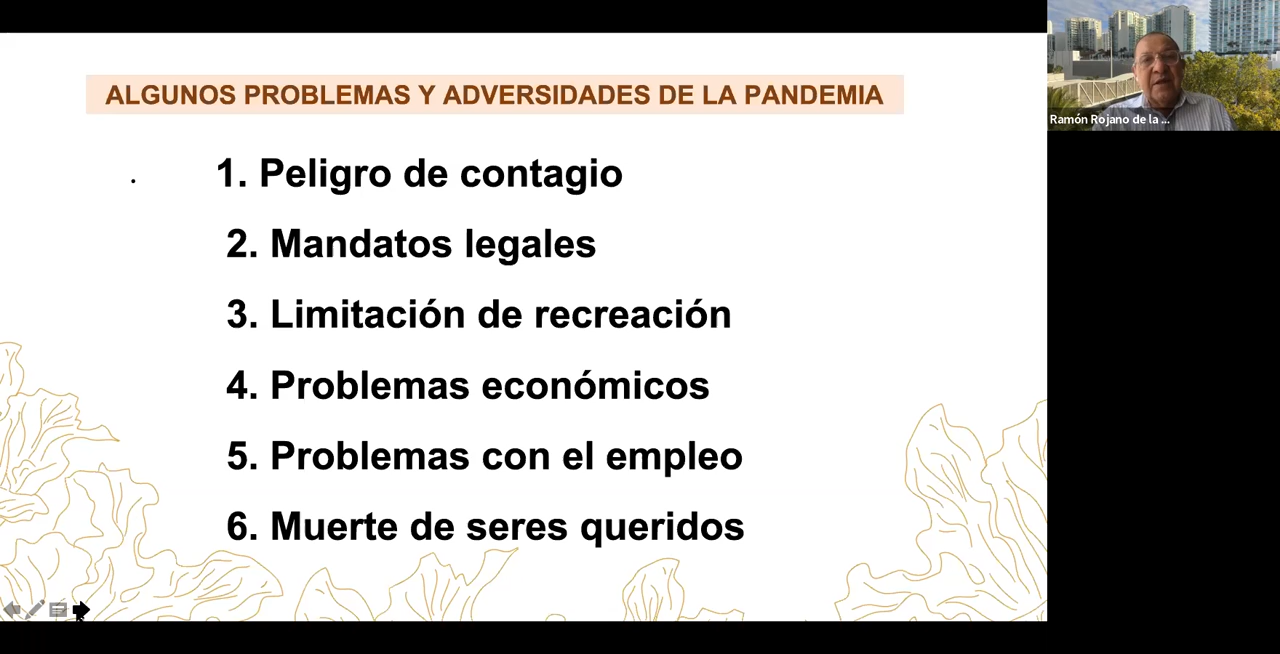 ALGUNOS PROBLEMAS Y ADVERSIDADES DE LA PANDEMIA
1. Peligro de contagio
2. Mandatos legales
3. Limitación de recreación
4. Problemas económicos
5. Problemas con el empleo
6. Muerte de seres queridos
Ramón Rojano de la ...